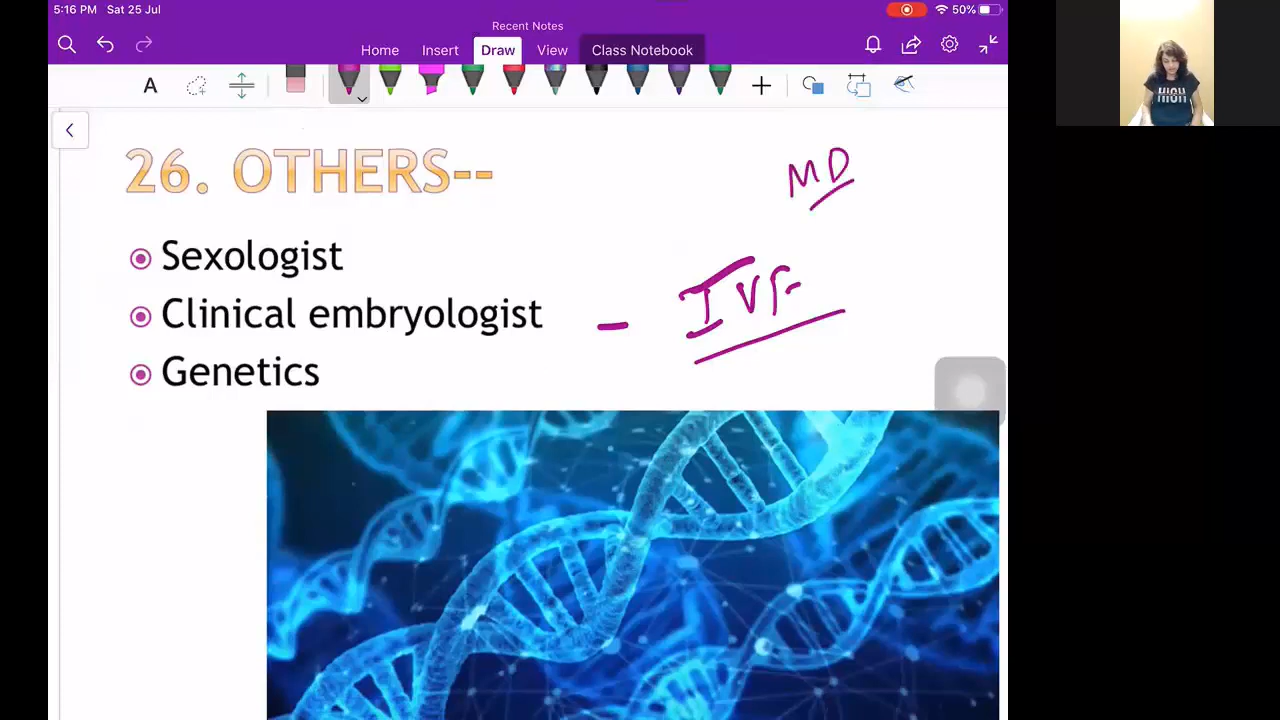 5:16 PM Sat 25 Jul
50%
Recent Notes
Home Insert Draw View Class Notebook
A
26. OTHERS--
MD
Sexologist
Clinical embryologist - IVF
Genetics
HIGH